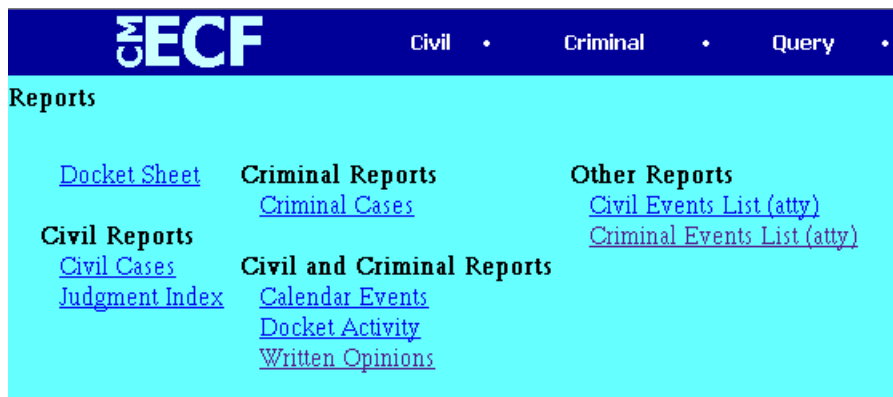 CM ECF Civil • Criminal • Query •
Reports
Docket Sheet
Civil Reports
Civil Cases
Judgment Index
Criminal Reports
Criminal Cases
Civil and Criminal Reports
Calendar Events
Docket Activity
Written Opinions
Other Reports
Civil Events List (atty)
Criminal Events List (atty)